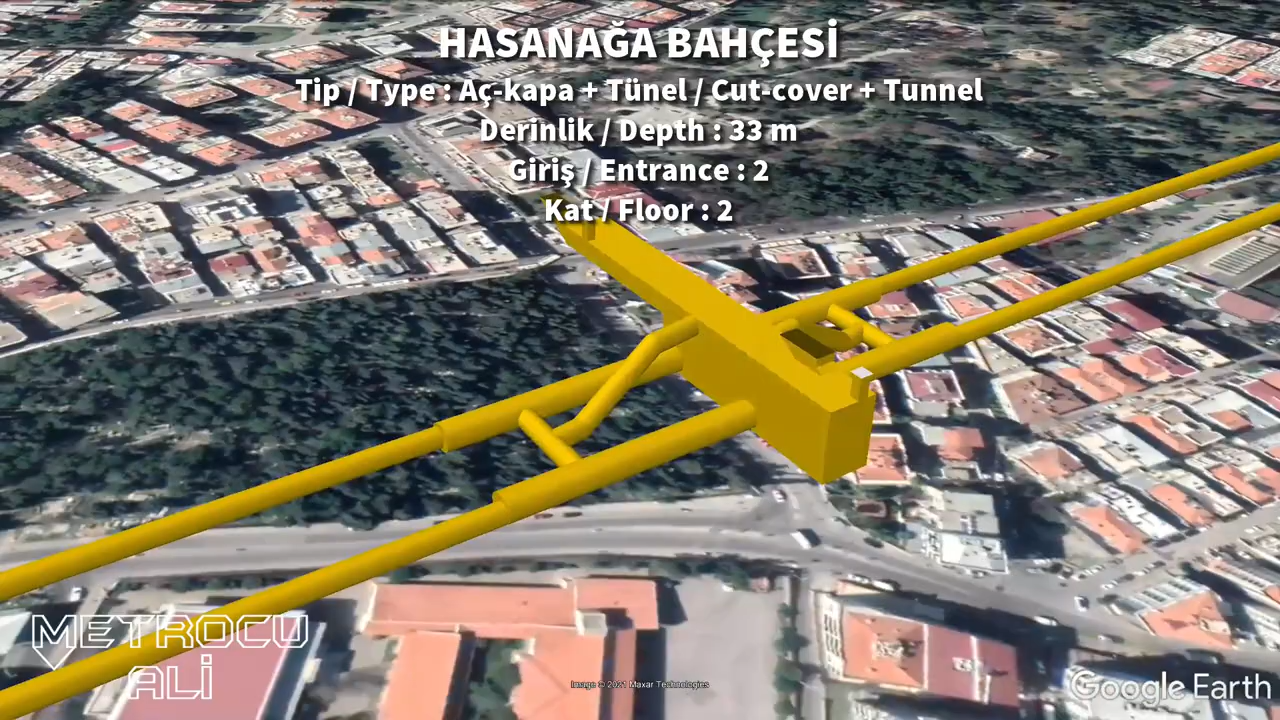 HASANAĞA BAHÇESİ
Tip / Type : Aç-kapa + Tünel / Cut-cover + Tunnel
Derinlik / Depth : 33 m
Giriş / Entrance : 2
Kat / Floor : 2
METROCU
ALİ
Image © 2021 Maxar Technologies
Google Earth